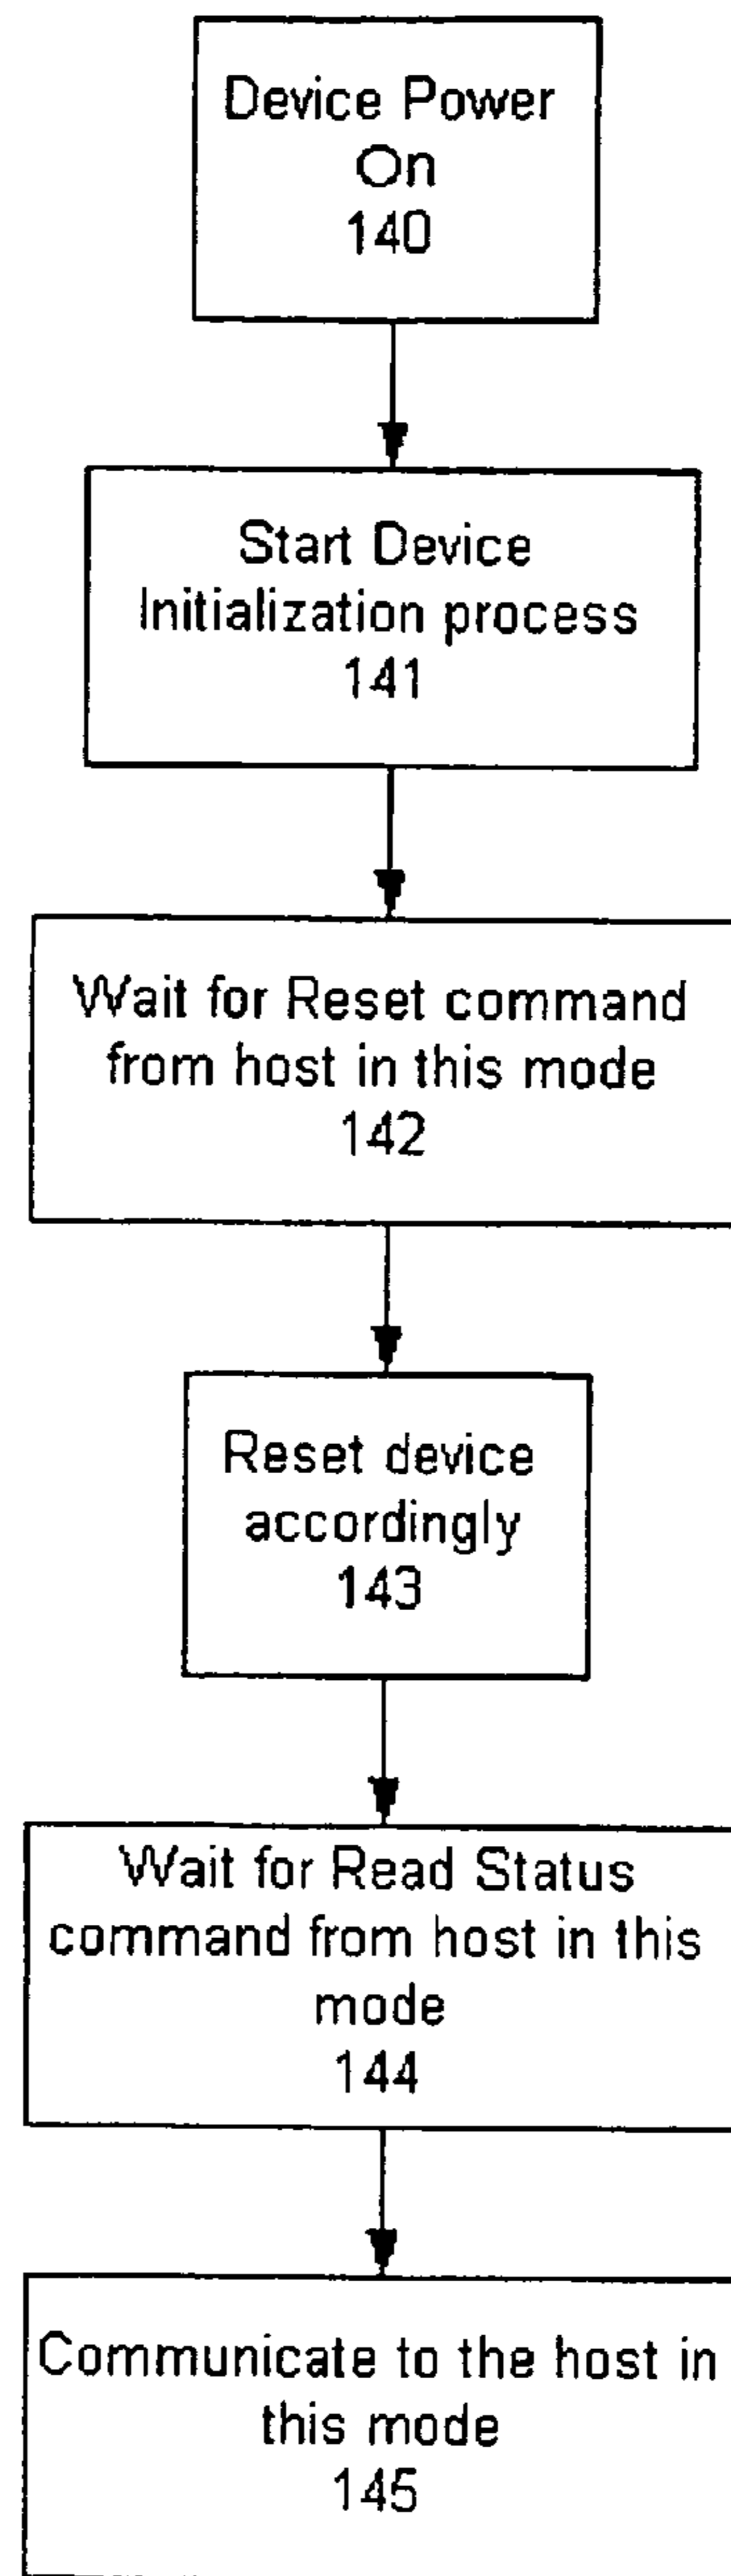 Device Power
On
140
Start Device
Initialization process
141
Wait for Reset command
from host in this mode
142
Reset device
accordingly
143
Wait for Read Status
command from host in this
mode
144
Communicate to the host in
this mode
145